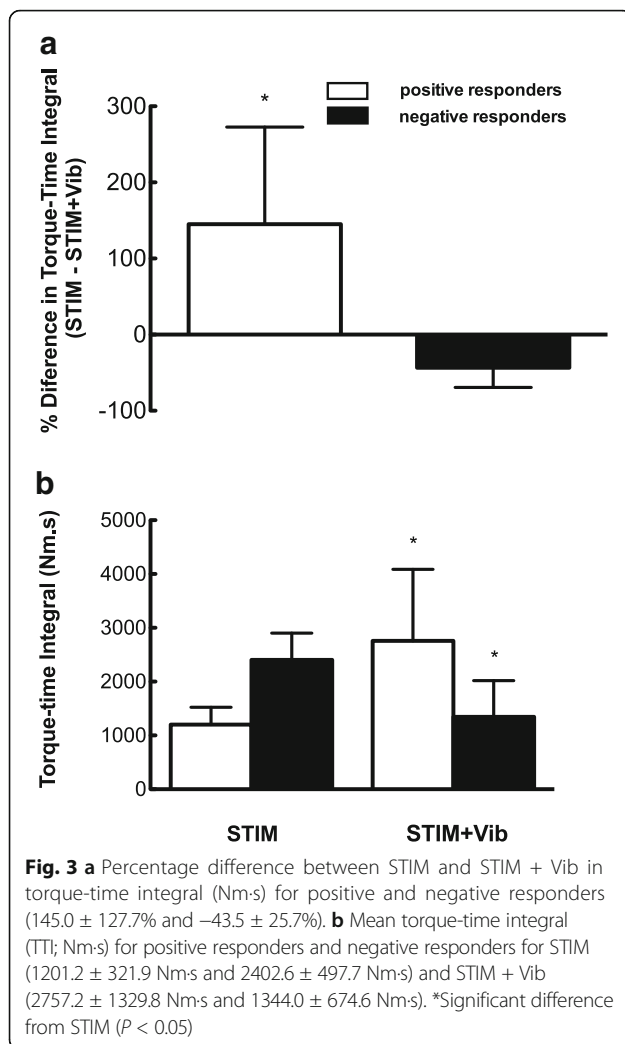 a
*
positive responders
negative responders
% Diference in Torque-Time Integral
(STIM - STIM+Vib)
300
200
100
0
-100
b
Torque-time Integral (Nm.s)
5000
4000
3000
2000
1000
0
*
*
STIM STIM+Vib
Fig. 3 a Percentage difference between STIM and STIM + Vib in
torque-time integral (Nm·s) for positive and negative responders
(145.0 ± 127.7% and −43.5 ± 25.7%). b Mean torque-time integral
(TTI; Nm·s) for positive responders and negative responders for STIM
(1201.2 ± 321.9 Nm·s and 2402.6 ± 497.7 Nm·s) and STIM + Vib
(2757.2 ± 1329.8 Nm·s and 1344.0 ± 674.6 Nm·s). *Significant difference
from STIM (P < 0.05)